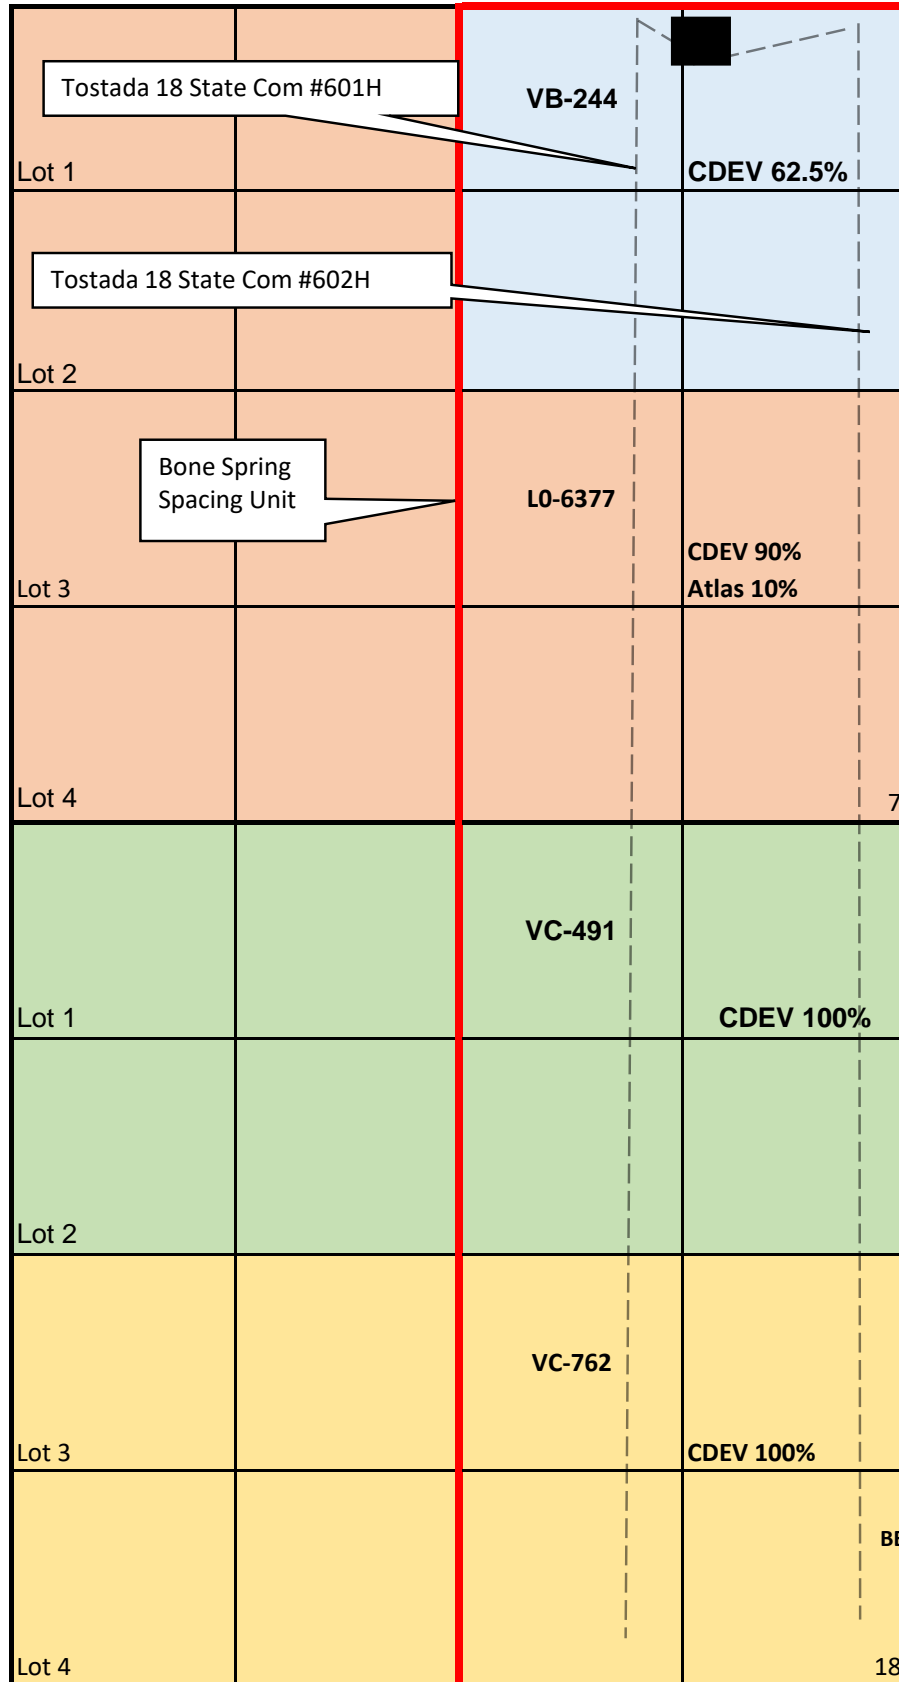 Tostada 18 State Com #601H
VB-244
Lot 1
CDEV 62.5%
Tostada 18 State Com #602H
Lot 2
Bone Spring
Spacing Unit
L0-6377
CDEV 90%
Lot 3
Atlas 10%
Lot 4
7
VC-491
Lot 1
CDEV 100%
Lot 2
VC-762
Lot 3
CDEV 100%
Lot 4
18